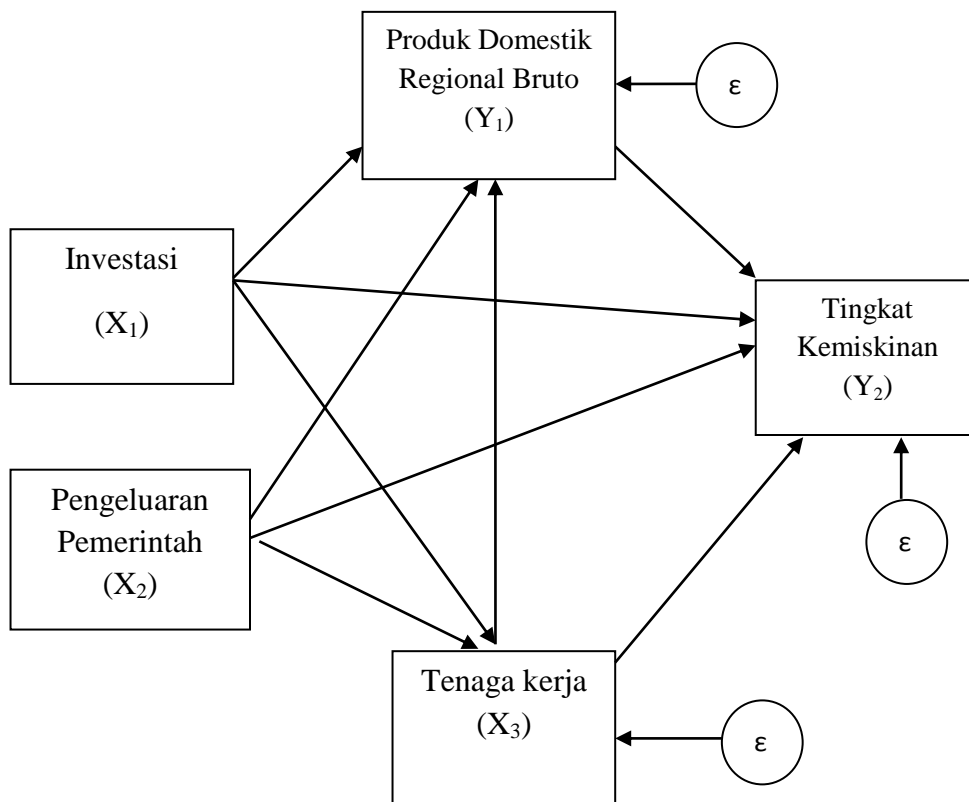 Produk Domestik
Regional Bruto
(Y₁)
ε
Investasi
(X₁)
Tingkat
Kemiskinan
(Y₂)
Pengeluaran
Pemerintah
(X₂)
ε
Tenaga kerja
(X₃)
ε